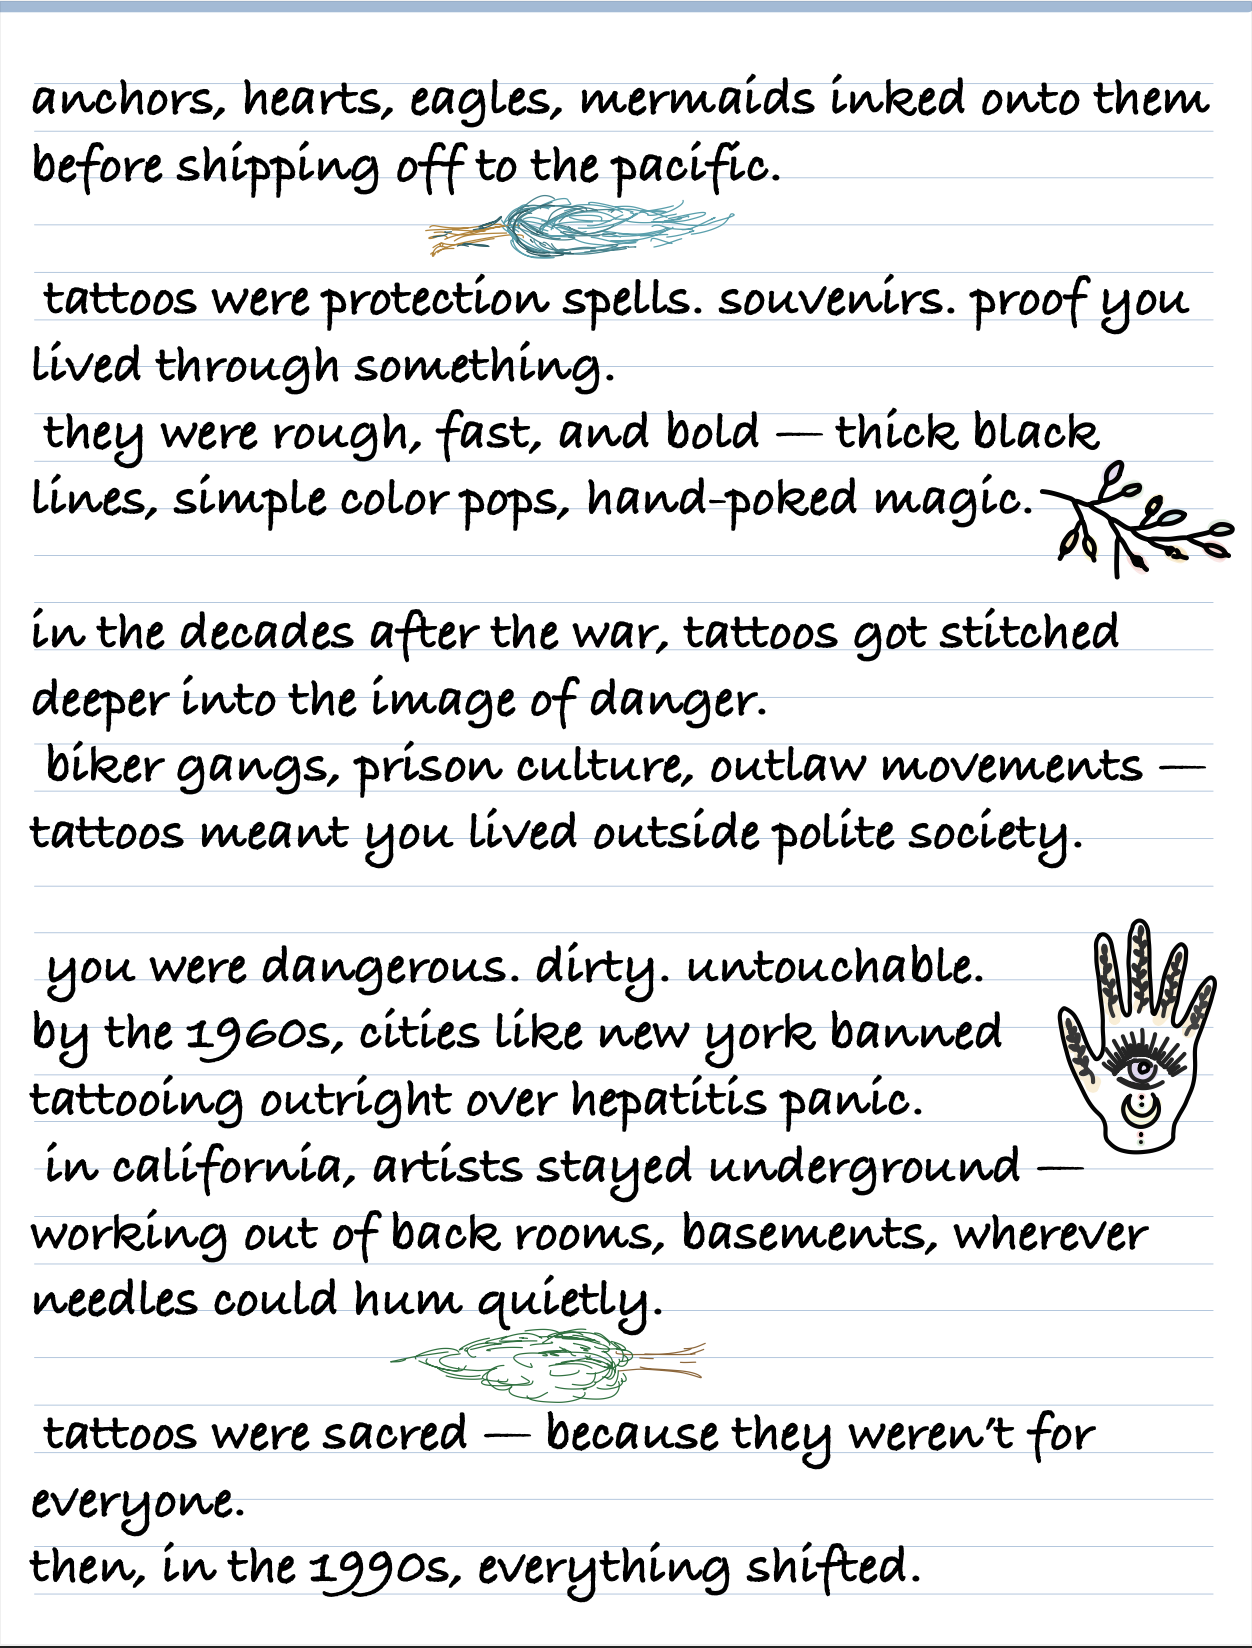 anchors, hearts, eagles, mermaids inked onto them
before shipping off to the pacific.
tattoos were protection spells. souvenirs. proof you
lived through something.
they were rough, fast, and bold — thick black
lines, simple color pops, hand-poked magic.
in the decades after the war, tattoos got stitched
deeper into the image of danger.
biker gangs, prison culture, outlaw movements —
tattoos meant you lived outside polite society.
you were dangerous. dirty. untouchable.
by the 1960s, cities like new york banned
tattooing outright over hepatitis panic.
in california, artists stayed underground —
working out of back rooms, basements, wherever
needles could hum quietly.
tattoos were sacred — because they weren't for
everyone.
then, in the 1990s, everything shifted.